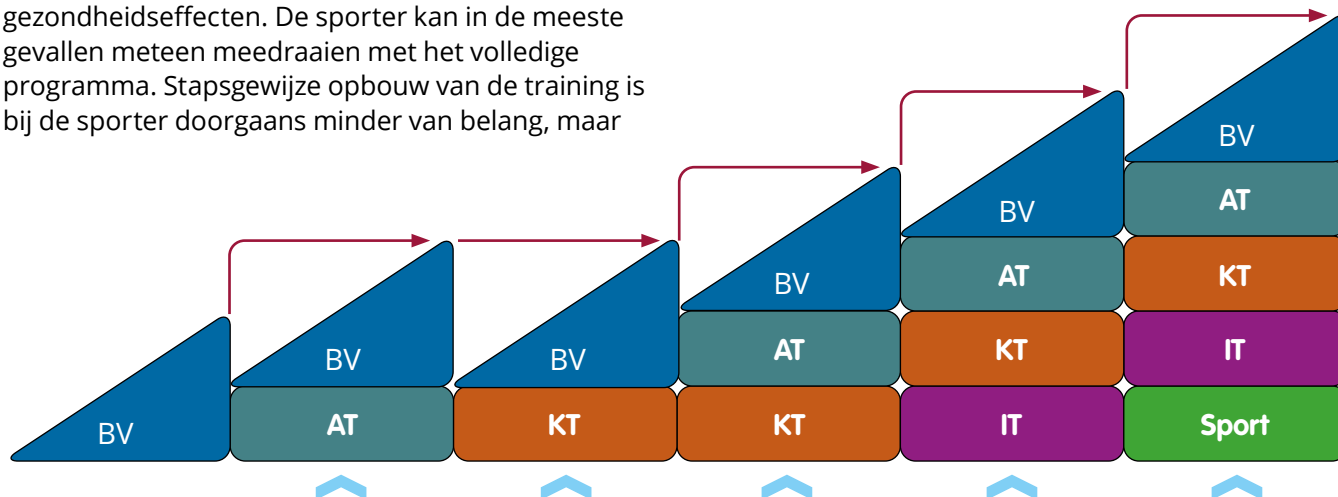 gezondheidseffecten. De sporter kan in de meeste
gevallen meteen meedraaien met het volledige
programma. Stapsgewijze opbouw van de training is
bij de sporter doorgaans minder van belang, maar
BV
BV
AT
BV
KT
BV
AT
KT
BV
AT
KT
IT
BV
AT
KT
IT
Sport